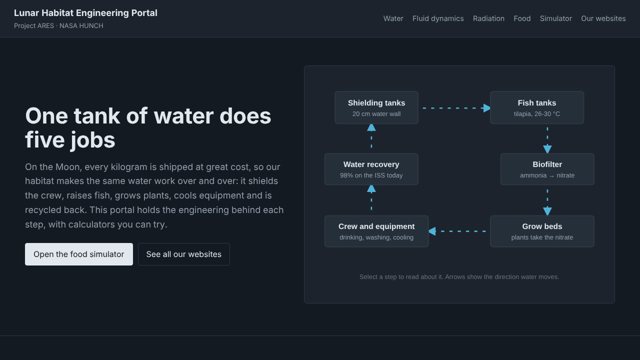 Lunar Habitat Engineering Portal
Project ARES · NASA HUNCH
Water Fluid dynamics Radiation Food Simulator Our websites
One tank of water does
five jobs
On the Moon, every kilogram is shipped at great cost, so our
habitat makes the same water work over and over: it shields
the crew, raises fish, grows plants, cools equipment and is
recycled back. This portal holds the engineering behind each
step, with calculators you can try.
Open the food simulator
See all our websites
Shielding tanks
20 cm water wall
Fish tanks
tilapia, 26-30 °C
Water recovery
98% on the ISS today
Biofilter
ammonia → nitrate
Crew and equipment
drinking, washing, cooling
Grow beds
plants take the nitrate
Select a step to read about it. Arrows show the direction water moves.